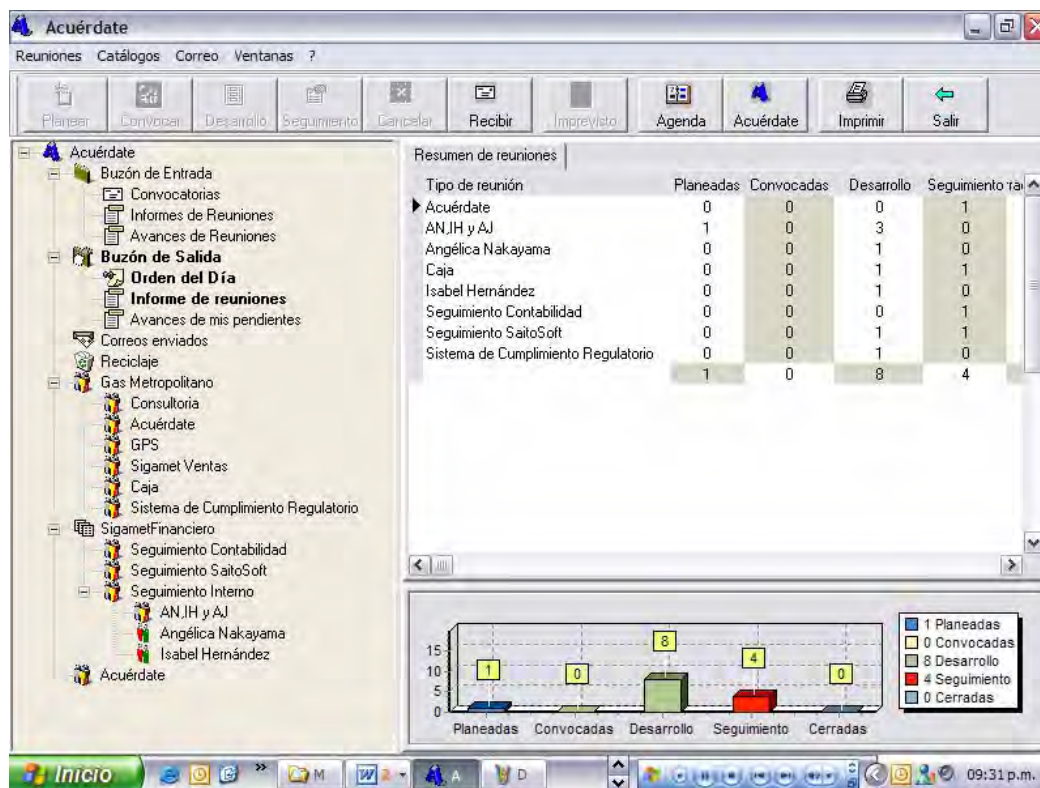 Acuérdate
Reuniones Catálogos Correo Ventanas ?
Planear Convocar Desarrollo Seguimiento Cancelar Recibir Imprevisto Agenda Acuérdate Imprimir Salir
Acuérdate
Buzón de Entrada
Convocatorias
Informes de Reuniones
Avances de Reuniones
Buzón de Salida
Orden del Día
Informe de reuniones
Avances de mis pendientes
Correos enviados
Reciclaje
Gas Metropolitano
Consultoria
Acuérdate
GPS
Sigamet Ventas
Caja
Sistema de Cumplimiento Regulatorio
SigametFinanciero
Seguimiento Contabilidad
Seguimiento SaitoSoft
Seguimiento Interno
AN,IH y AJ
Angélica Nakayama
Isabel Hernández
Acuérdate
Resumen de reuniones
Tipo de reunión Planeadas Convocadas Desarrollo Seguimiento
Acuérdate 0 0 0 1
AN,IH y AJ 1 0 3 0
Angélica Nakayama 0 0 1 0
Caja 0 0 1 1
Isabel Hernández 0 0 1 0
Seguimiento Contabilidad 0 0 0 1
Seguimiento SaitoSoft 0 0 1 1
Sistema de Cumplimiento Regulatorio 0 0 1 0
1 0 8 4
15
10
5
0
1 0 8 4 0
Planeadas Convocadas Desarrollo Seguimiento Cerradas
1 Planeadas
0 Convocadas
8 Desarrollo
4 Seguimiento
0 Cerradas
Inicio » M 2 A D 09:31 p.m.